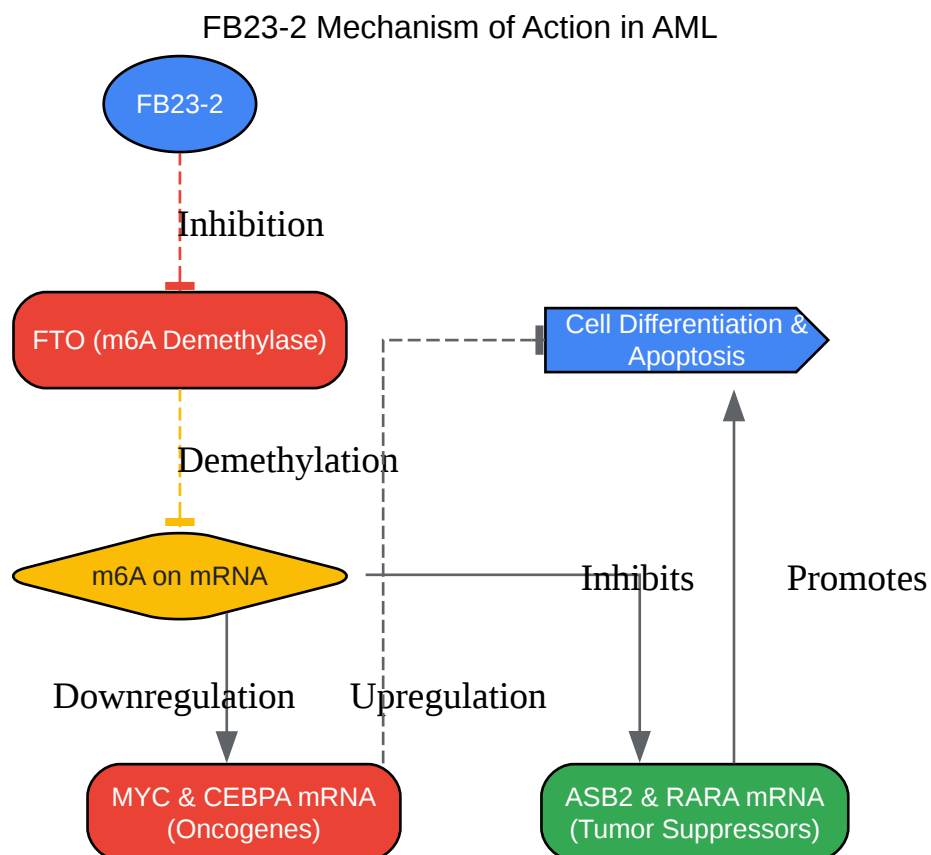 FB23-2 Mechanism of Action in AML
FB23-2
Inhibition
FTO (m6A Demethylase)
Cell Differentiation &
Apoptosis
Demethylation
m6A on mRNA
Inhibits
Promotes
Downregulation
Upregulation
MYC & CEBPA mRNA
(Oncogenes)
ASB2 & RARA mRNA
(Tumor Suppressors)